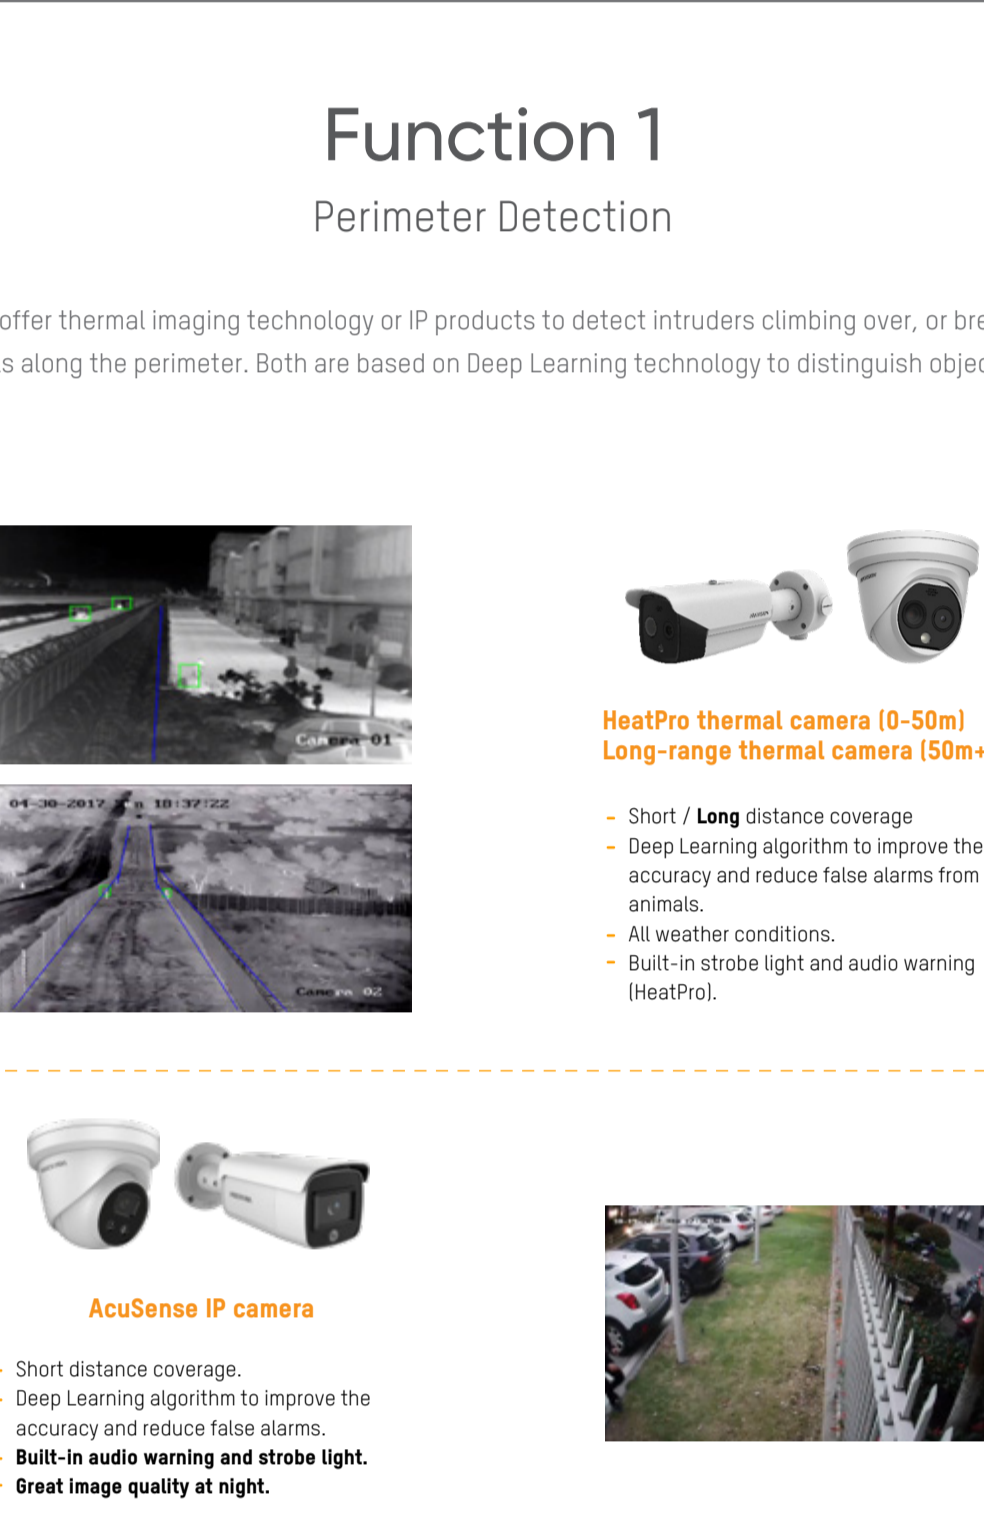 Function 1
Perimeter Detection
offer thermal imaging technology or IP products to detect intruders climbing over, or bre
s along the perimeter. Both are based on Deep Learning technology to distinguish objec
Camera 01
HeatPro thermal camera (0-50m)
Long-range thermal camera (50m+
04-30-2017 18:37:22
Camera 02
- Short / Long distance coverage
- Deep Learning algorithm to improve the
accuracy and reduce false alarms from
animals.
- All weather conditions.
- Built-in strobe light and audio warning
(HeatPro).
AcuSense IP camera
- Short distance coverage.
- Deep Learning algorithm to improve the
accuracy and reduce false alarms.
- Built-in audio warning and strobe light.
- Great image quality at night.